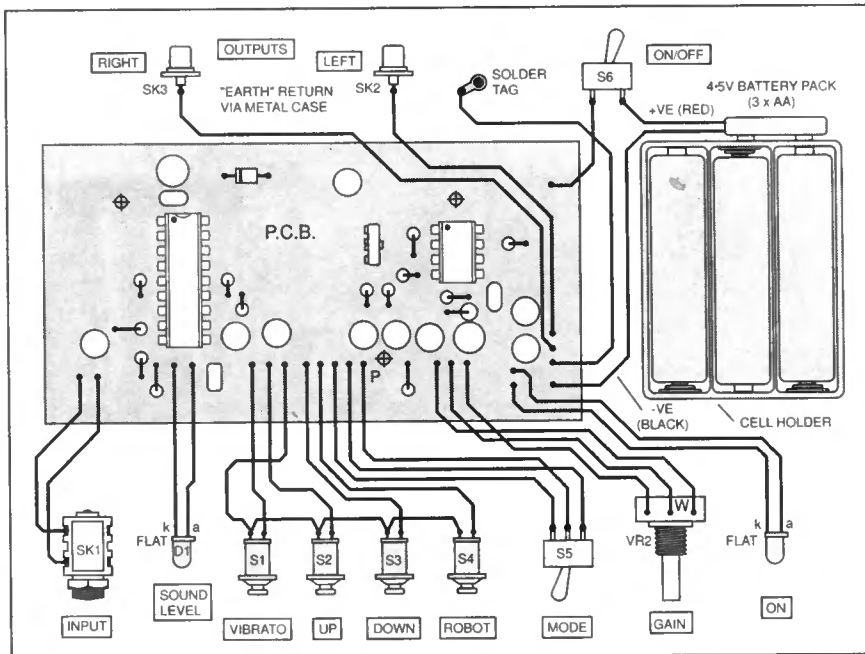 RIGHT
OUTPUTS
LEFT
SK3
"EARTH" RETURN
VIA METAL CASE
SK2
SOLDER
TAG
S6
ON/OFF
+VE (RED)
4·5V BATTERY PACK
(3 x AA)
P.C.B.
P
-VE
(BLACK)
CELL HOLDER
SK1
INPUT
k
a
FLAT
D1
SOUND
LEVEL
S1
VIBRATO
S2
UP
S3
DOWN
S4
ROBOT
S5
MODE
W
VR2
GAIN
k
a
FLAT
ON